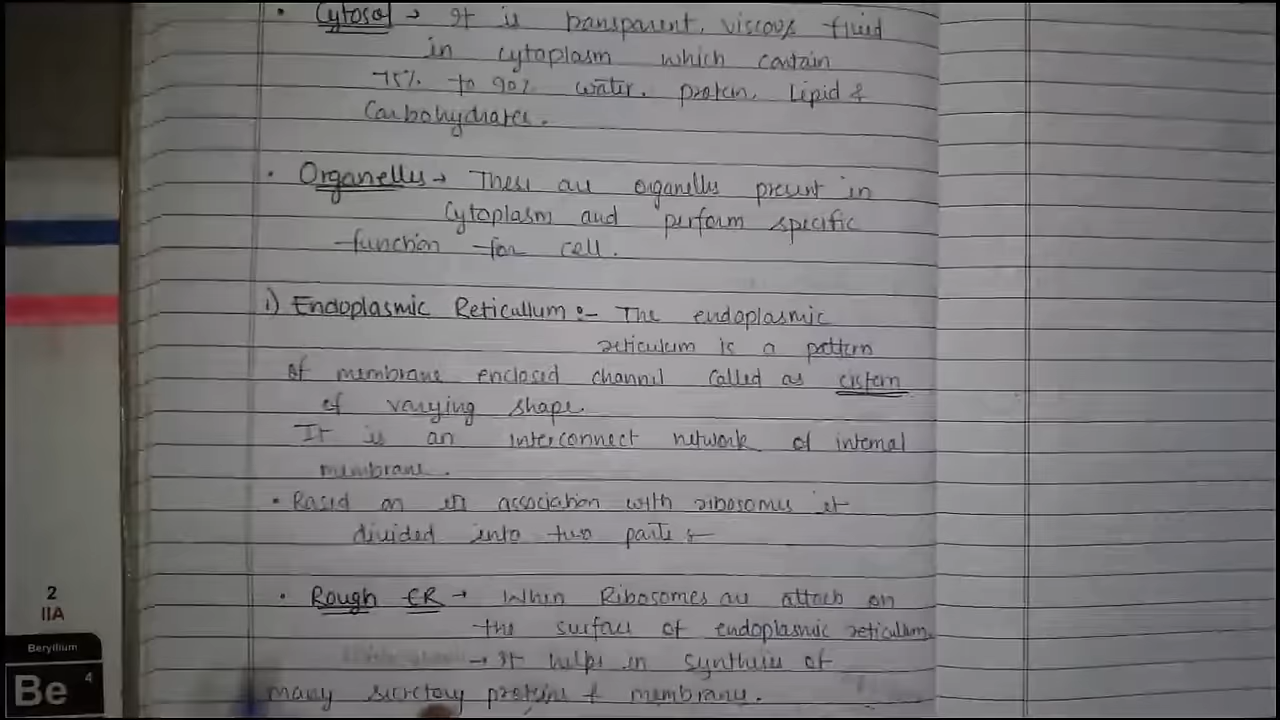 • Cytosol → It is transparent, viscous fluid
in cytoplasm which contain
75% to 90% water, protein, Lipid &
Carbohydrates.
• Organelles → These are organelles present in
Cytoplasm and perform specific
function for cell.
i) Endoplasmic Reticullum :- The endoplasmic
reticulum is a pattern
of membrane enclosed channel called as cistern
of varying shape.
It is an interconnect network of internal
membrane.
• Based on its association with ribosomes it
divided into two parts :-
• Rough ER → When Ribosomes are attach on
the surface of endoplasmic reticulum.
→ It helps in synthesis of
many secretory proteins & membrane.
2
IIA
Beryllium
Be 4